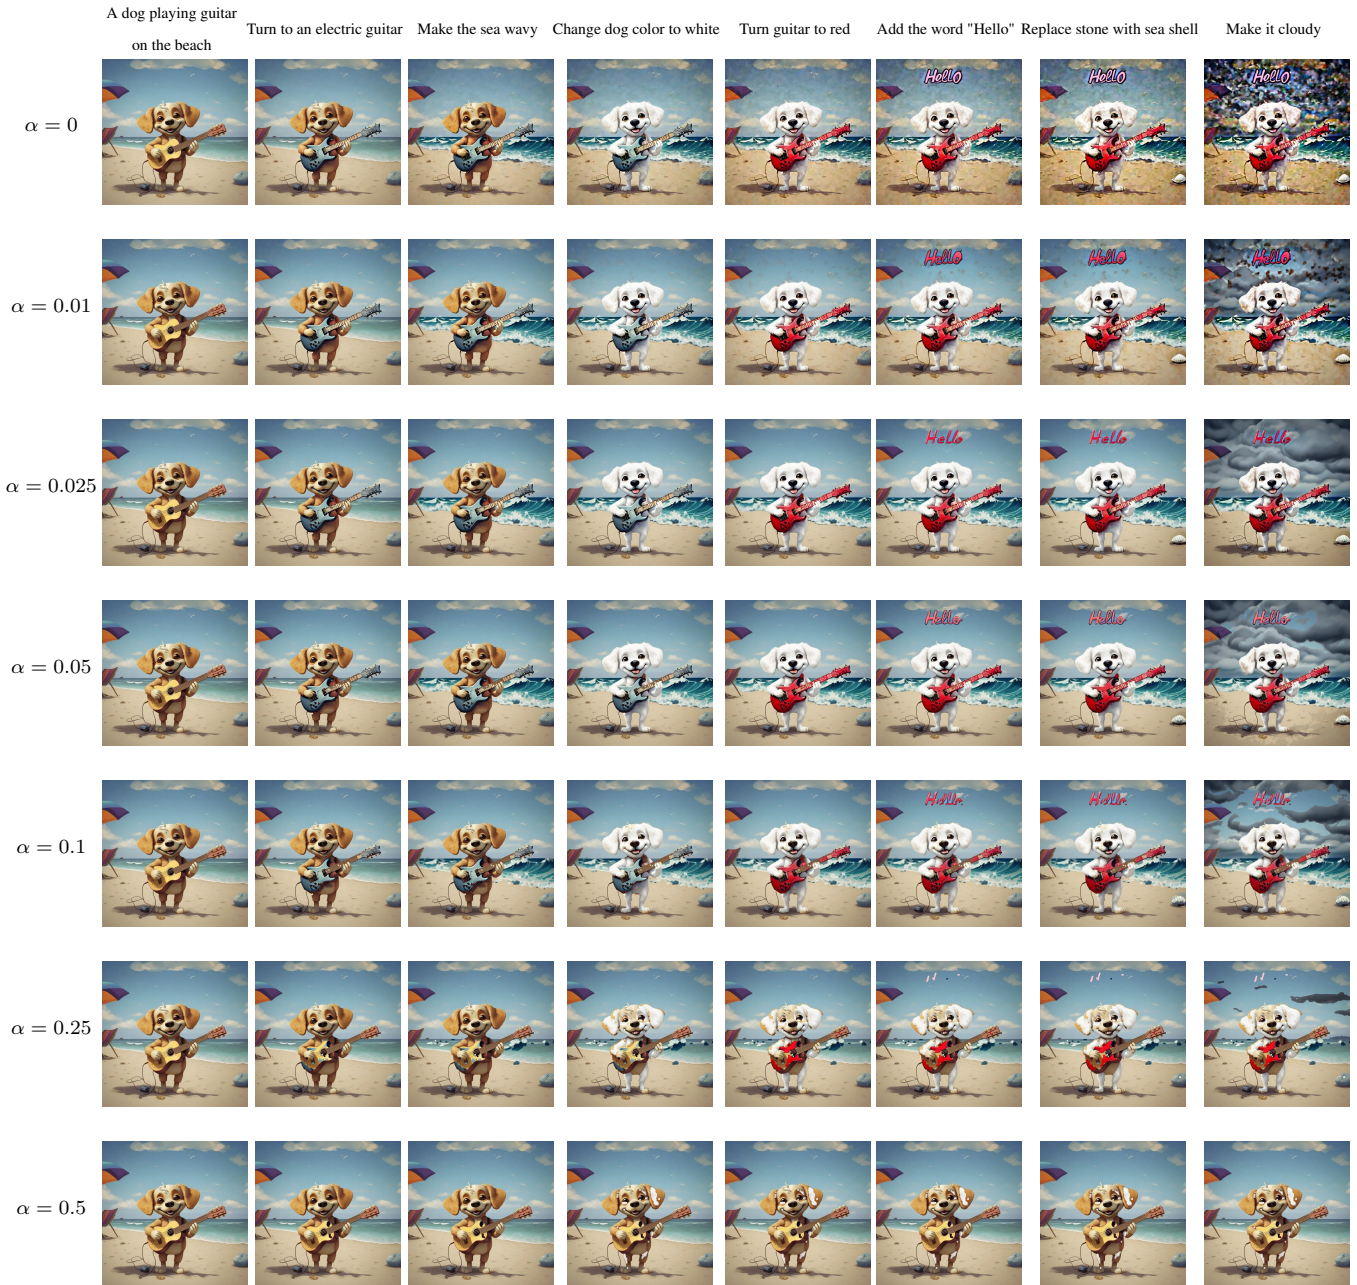 A dog playing guitar
on the beach
Turn to an electric guitar
Make the sea wavy
Change dog color to white
Turn guitar to red
Add the word "Hello"
Replace stone with sea shell
Make it cloudy
α = 0
HellO
HellO
HellO
α = 0.01
HellO
HellO
HellO
α = 0.025
Hello
Hello
Hello
α = 0.05
Hello
Hello
Hello
α = 0.1
Hello
Hello
Hello
α = 0.25
α = 0.5